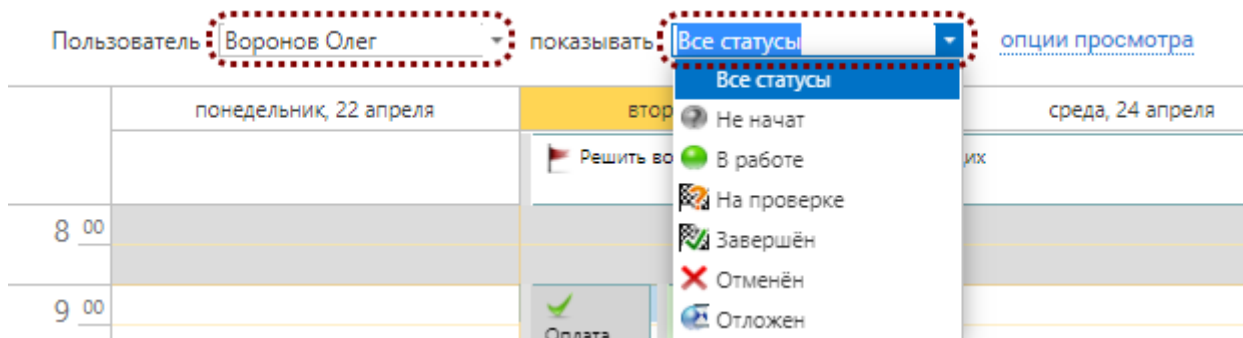 Пользователь Воронов Олег показывать Все статусы опции просмотра
Все статусы
понедельник, 22 апреля втор среда, 24 апреля
Не начат
Решить во их
В работе
На проверке
8 00
Завершён
Отменён
9 00
Отложен
Оплата